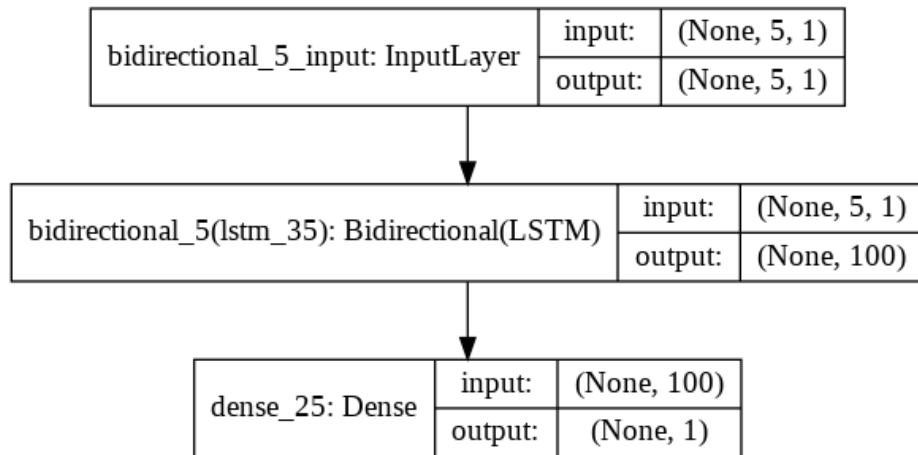 bidirectional_5_input: InputLayer
input: (None, 5, 1)
output: (None, 5, 1)
bidirectional_5(lstm_35): Bidirectional(LSTM)
input: (None, 5, 1)
output: (None, 100)
dense_25: Dense
input: (None, 100)
output: (None, 1)